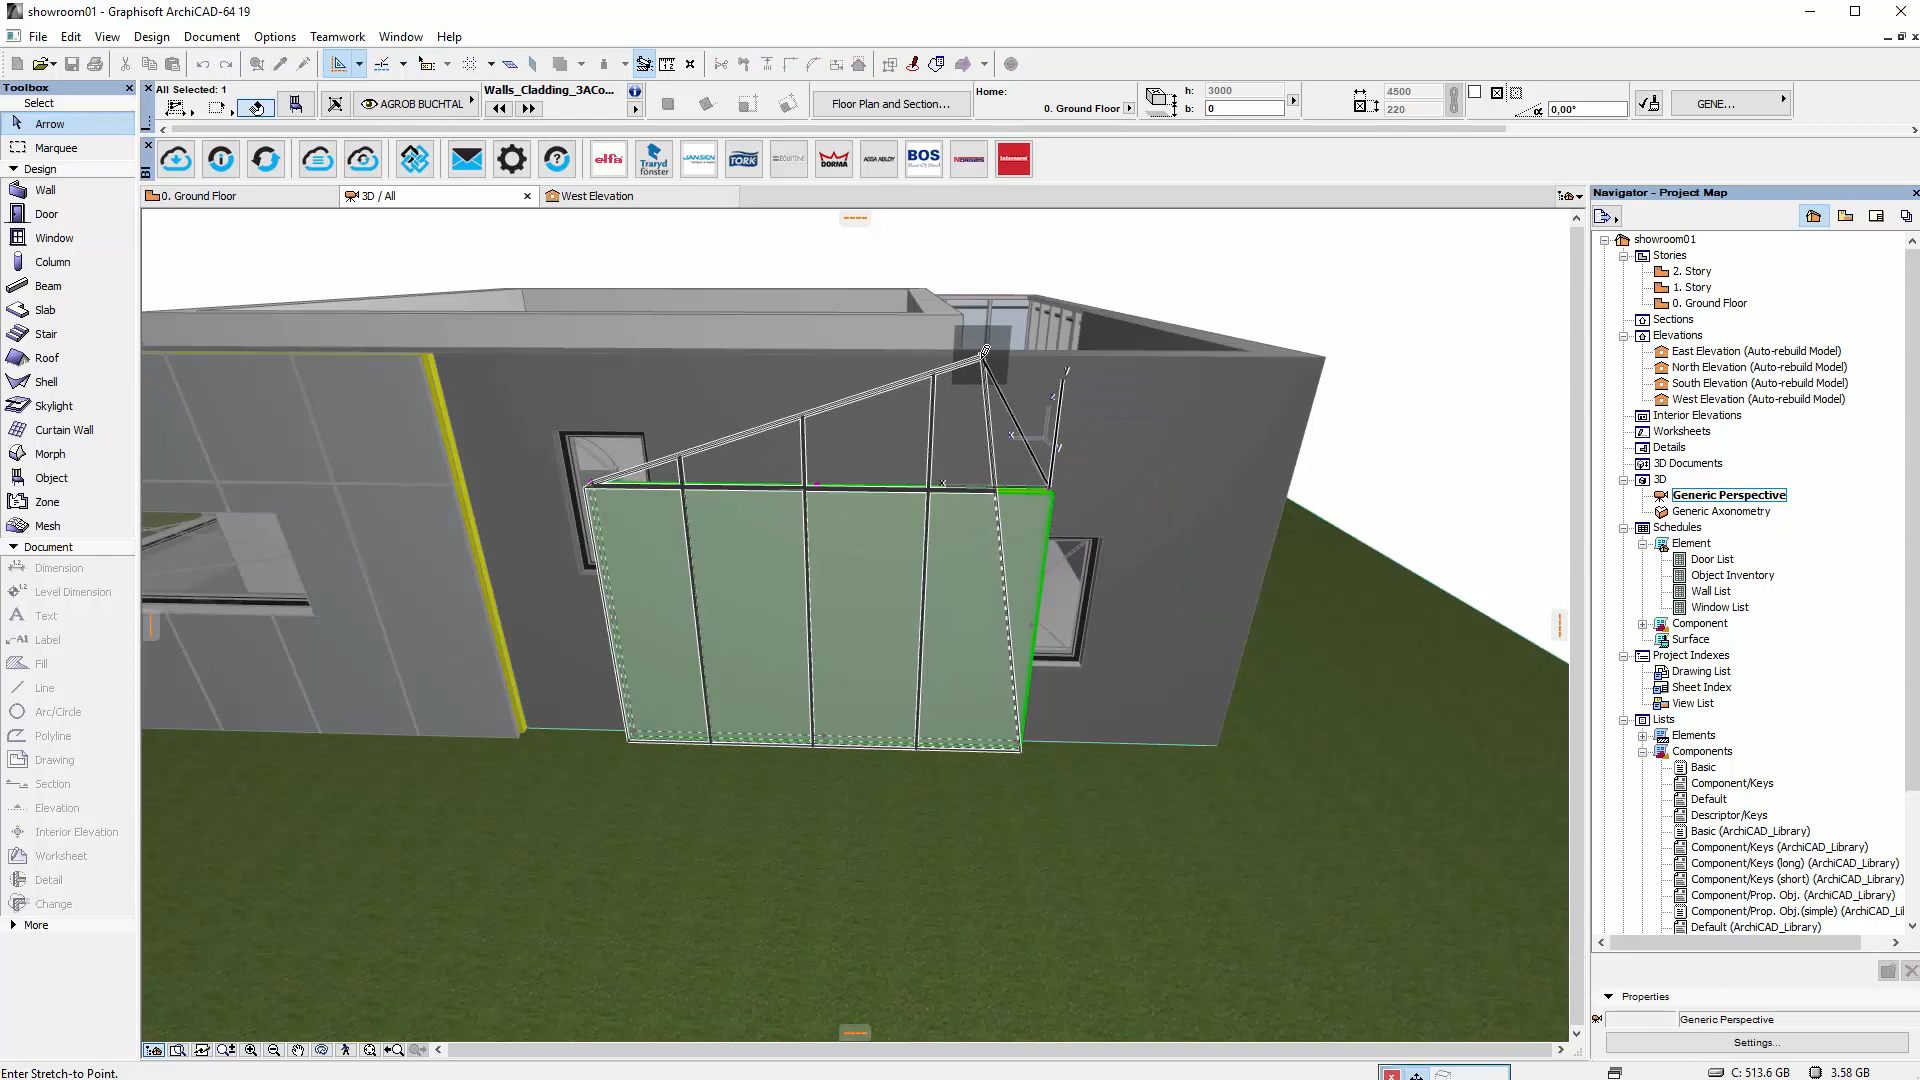 showroom01 - Graphisoft ArchiCAD-64 19
File Edit View Design Document Options Teamwork Window Help
Toolbox
Select
Arrow
Marquee
Design
Wall
Door
Window
Column
Beam
Slab
Stair
Roof
Shell
Skylight
Curtain Wall
Morph
Object
Zone
Mesh
Document
Dimension
Level Dimension
Text
Label
Fill
Line
Arc/Circle
Polyline
Drawing
Section
Elevation
Interior Elevation
Worksheet
Detail
Change
More
All Selected: 1
AGROB BUCHTAL
Walls_Cladding_3ACo...
Floor Plan and Section...
Home:
0. Ground Floor
h: 3000
b: 0
4500
220
0,00°
GENE...
elfa
Traryd fönster
JANSEN
TORK
EQUITONE
DORMA
ASSA ABLOY
BOS
Internorm
0. Ground Floor
3D / All
West Elevation
Navigator - Project Map
showroom01
Stories
2. Story
1. Story
0. Ground Floor
Sections
Elevations
East Elevation (Auto-rebuild Model)
North Elevation (Auto-rebuild Model)
South Elevation (Auto-rebuild Model)
West Elevation (Auto-rebuild Model)
Interior Elevations
Worksheets
Details
3D Documents
3D
Generic Perspective
Generic Axonometry
Schedules
Element
Door List
Object Inventory
Wall List
Window List
Component
Surface
Project Indexes
Drawing List
Sheet Index
View List
Lists
Elements
Components
Basic
Component/Keys
Default
Descriptor/Keys
Basic (ArchiCAD_Library)
Component/Keys (ArchiCAD_Library)
Component/Keys (long) (ArchiCAD_Library)
Component/Keys (short) (ArchiCAD_Library)
Component/Prop. Obj. (ArchiCAD_Library)
Component/Prop. Obj.(simple) (ArchiCAD_Li
Default (ArchiCAD_Library)
Properties
Generic Perspective
Settings...
Enter Stretch-to Point.
C: 513.6 GB
3.58 GB